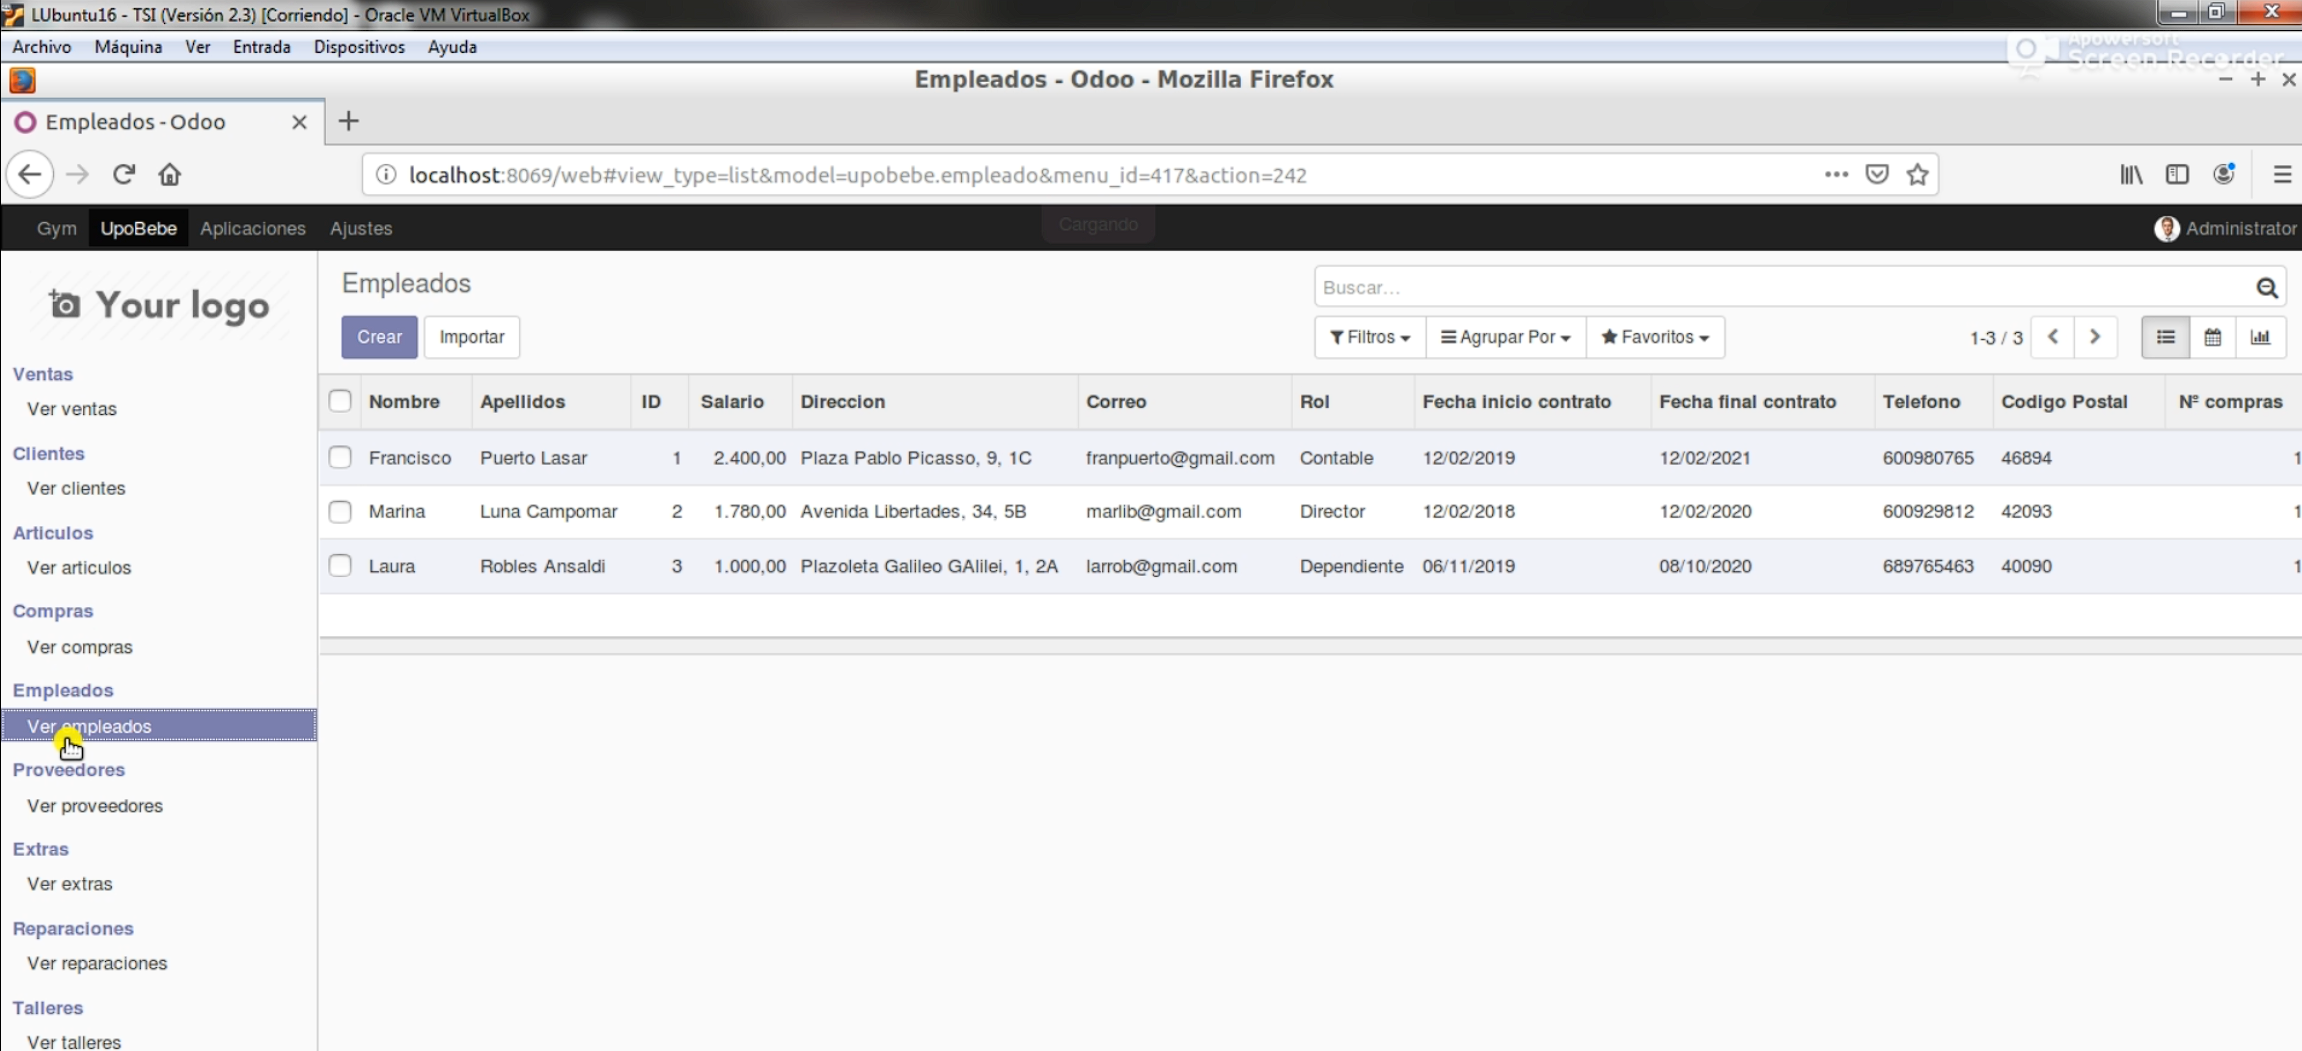 LUbuntu16 - TSI (Versión 2.3) [Corriendo] - Oracle VM VirtualBox
Archivo Máquina Ver Entrada Dispositivos Ayuda
Apowersoft
Screen Recorder
Empleados - Odoo - Mozilla Firefox
Empleados - Odoo
localhost:8069/web#view_type=list&model=upobebe.empleado&menu_id=417&action=242
Gym UpoBebe Aplicaciones Ajustes Cargando Administrator
Your logo
Empleados
Buscar...
Crear Importar Filtros Agrupar Por Favoritos 1-3 / 3
Nombre Apellidos ID Salario Direccion Correo Rol Fecha inicio contrato Fecha final contrato Telefono Codigo Postal Nº compras
Francisco Puerto Lasar 1 2.400,00 Plaza Pablo Picasso, 9, 1C franpuerto@gmail.com Contable 12/02/2019 12/02/2021 600980765 46894 1
Marina Luna Campomar 2 1.780,00 Avenida Libertades, 34, 5B marlib@gmail.com Director 12/02/2018 12/02/2020 600929812 42093 1
Laura Robles Ansaldi 3 1.000,00 Plazoleta Galileo GAlilei, 1, 2A larrob@gmail.com Dependiente 06/11/2019 08/10/2020 689765463 40090 1
Ventas
Ver ventas
Clientes
Ver clientes
Articulos
Ver articulos
Compras
Ver compras
Empleados
Ver empleados
Proveedores
Ver proveedores
Extras
Ver extras
Reparaciones
Ver reparaciones
Talleres
Ver talleres